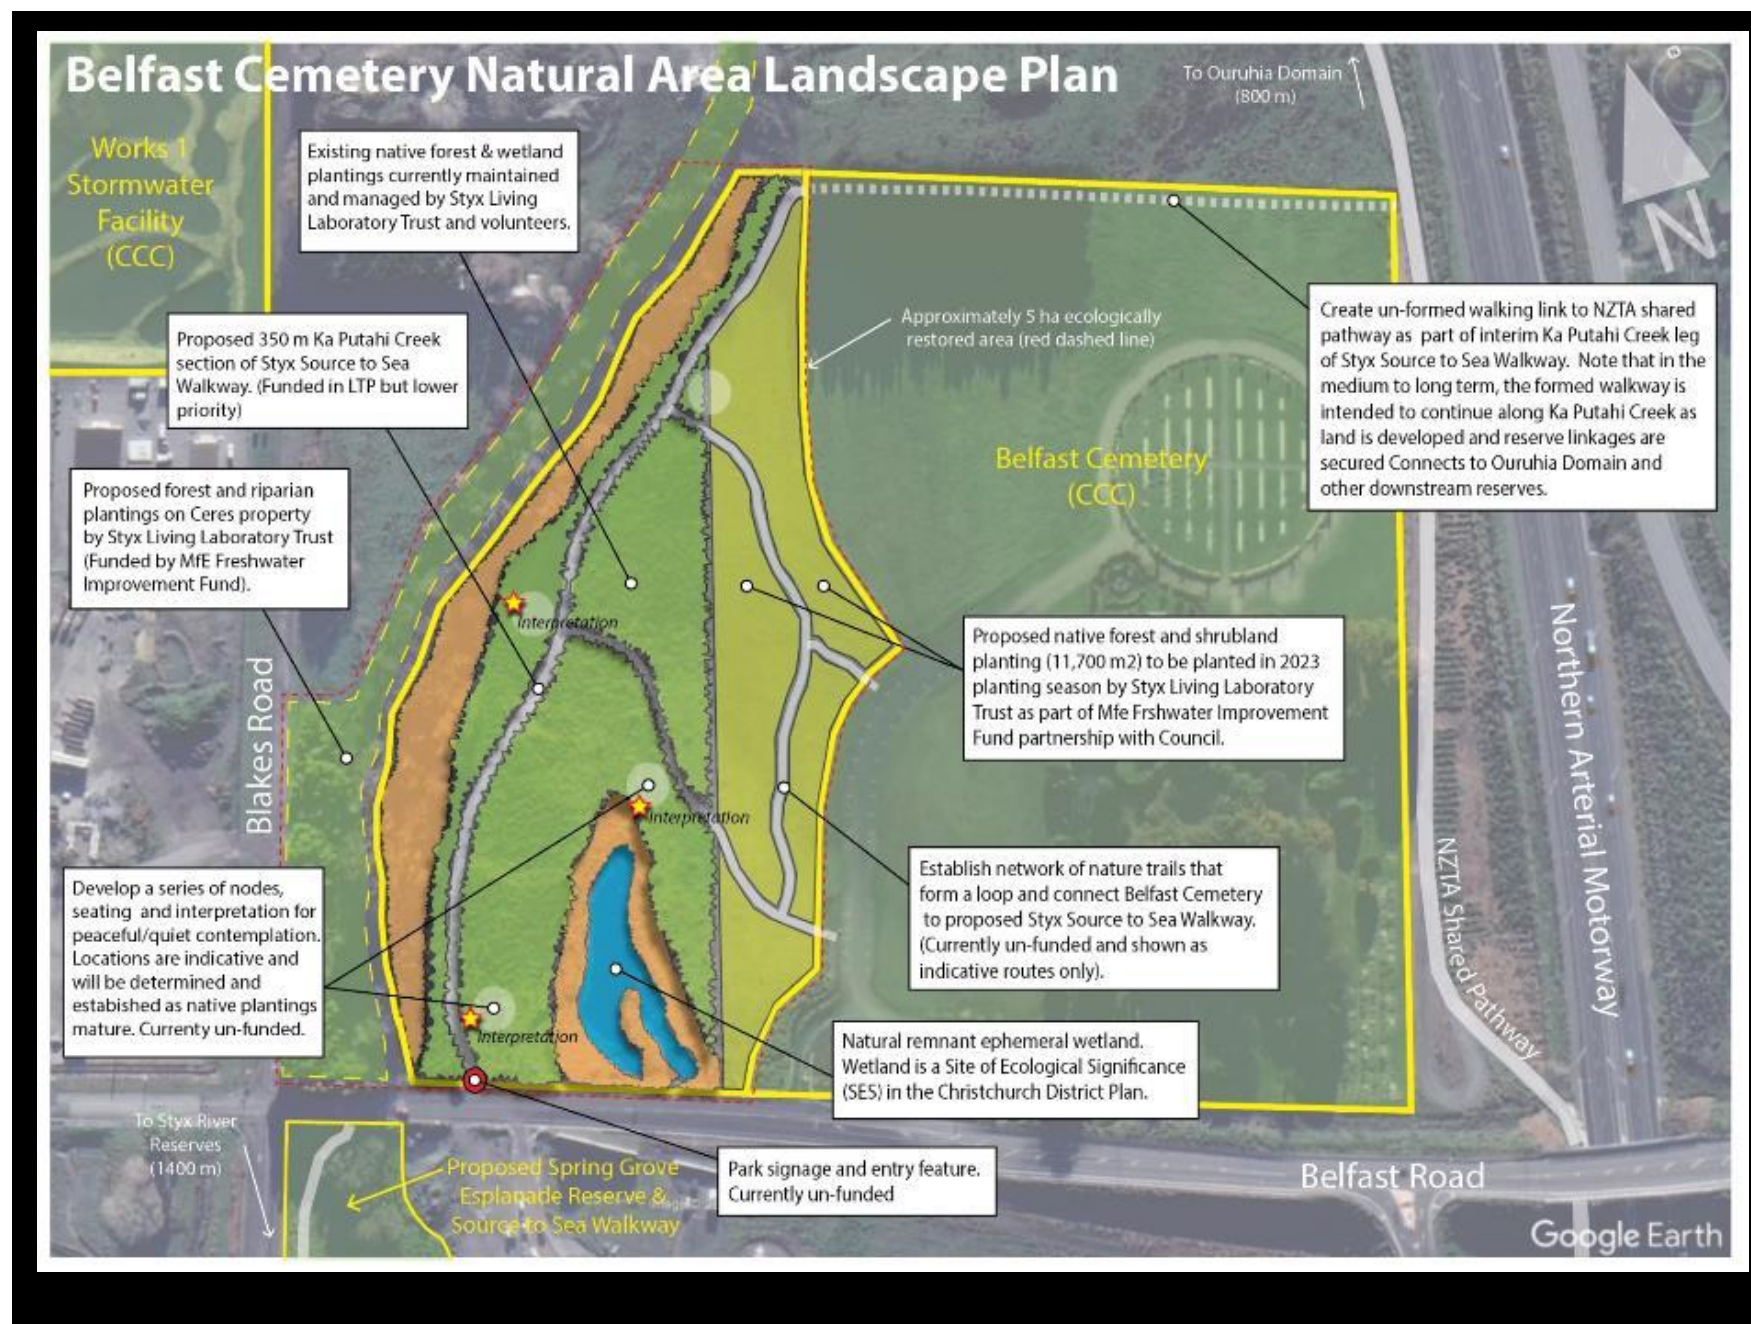 Belfast Cemetery Natural Area Landscape Plan
To Ouruhia Domain
(800 m)
Works 1
Stormwater
Facility
(CCC)
Existing native forest & wetland
plantings currently maintained
and managed by Styx Living
Laboratory Trust and volunteers.
N
Proposed 350 m Ka Putahi Creek
section of Styx Source to Sea
Walkway. (Funded in LTP but lower
priority)
Approximately 5 ha ecologically
restored area (red dashed line)
Create un-formed walking link to NZTA shared
pathway as part of interim Ka Putahi Creek leg
of Styx Source to Sea Walkway. Note that in the
medium to long term, the formed walkway is
intended to continue along Ka Putahi Creek as
land is developed and reserve linkages are
secured Connects to Ouruhia Domain and
other downstream reserves.
Belfast Cemetery
(CCC)
Proposed forest and riparian
plantings on Ceres property
by Styx Living Laboratory Trust
(Funded by MfE Freshwater
Improvement Fund).
Interpretation
Proposed native forest and shrubland
planting (11,700 m2) to be planted in 2023
planting season by Styx Living Laboratory
Trust as part of Mfe Frshwater Improvement
Fund partnership with Council.
Blakes Road
Northern Arterial Motorway
NZTA Shared Pathway
Interpretation
Establish network of nature trails that
form a loop and connect Belfast Cemetery
to proposed Styx Source to Sea Walkway.
(Currently un-funded and shown as
indicative routes only).
Develop a series of nodes,
seating and interpretation for
peaceful/quiet contemplation.
Locations are indicative and
will be determined and
estabished as native plantings
mature. Currenty un-funded.
Interpretation
Natural remnant ephemeral wetland.
Wetland is a Site of Ecological Significance
(SES) in the Christchurch District Plan.
To Styx River
Reserves
(1400 m)
Proposed Spring Grove
Esplanade Reserve &
Source to Sea Walkway
Park signage and entry feature.
Currently un-funded
Belfast Road
Google Earth